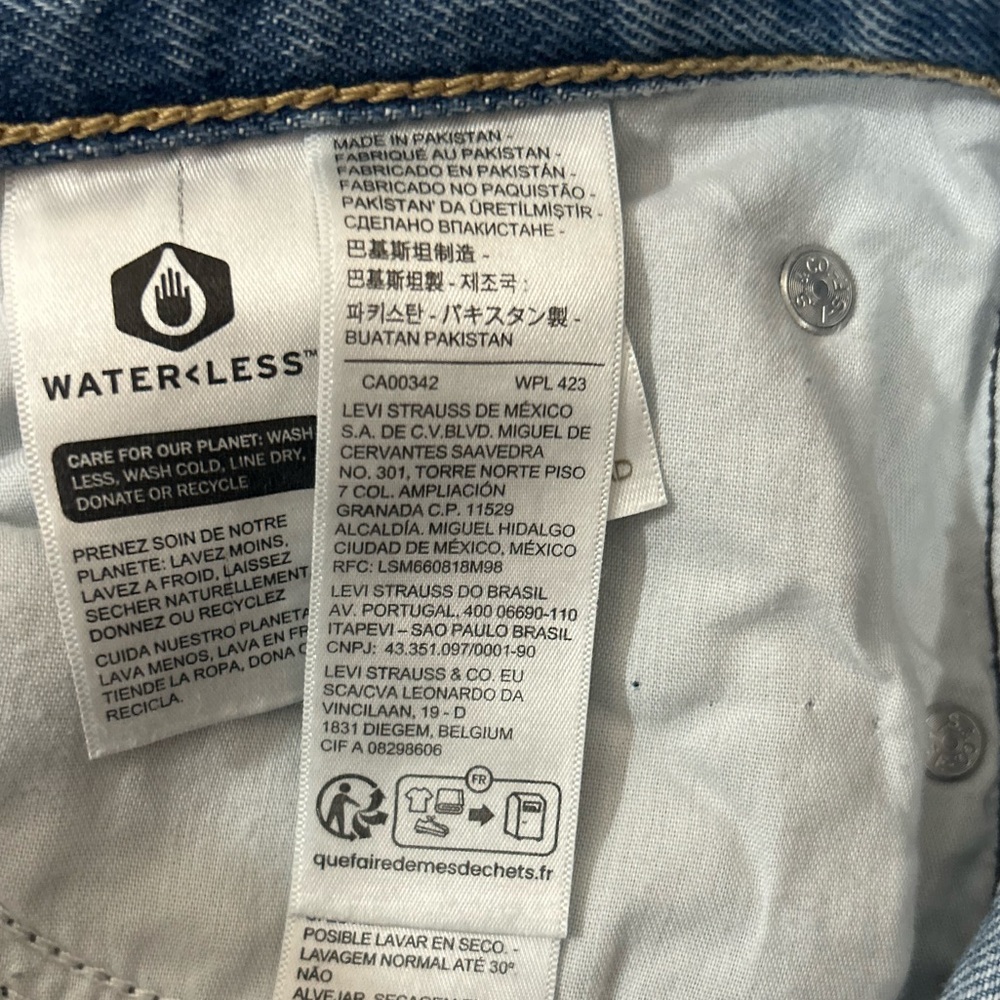 WATER<LESS™
CARE FOR OUR PLANET: WASH
LESS, WASH COLD, LINE DRY,
DONATE OR RECYCLE
PRENEZ SOIN DE NOTRE
PLANETE: LAVEZ MOINS,
LAVEZ A FROID, LAISSEZ
SECHER NATURELLEMENT
DONNEZ OU RECYCLEZ
CUIDA NUESTRO PLANETA
LAVA MENOS, LAVA EN FR
TIENDE LA ROPA, DONA
RECICLA.
MADE IN PAKISTAN -
FABRIQUÉ AU PAKISTAN -
FABRICADO EN PAKISTÁN -
FABRICADO NO PAQUISTÃO -
PAKİSTAN' DA ÜRETİLMİŞTİR -
СДЕЛАНО ВПАКИСТАНЕ -
巴基斯坦制造 -
巴基斯坦製 - 제조국 :
파키스탄 - パキスタン製 -
BUATAN PAKISTAN
CA00342 WPL 423
LEVI STRAUSS DE MÉXICO
S.A. DE C.V.BLVD. MIGUEL DE
CERVANTES SAAVEDRA
NO. 301, TORRE NORTE PISO
7 COL. AMPLIACIÓN
GRANADA C.P. 11529
ALCALDÍA. MIGUEL HIDALGO
CIUDAD DE MÉXICO, MÉXICO
RFC: LSM660818M98
LEVI STRAUSS DO BRASIL
AV. PORTUGAL, 400 06690-110
ITAPEVI – SAO PAULO BRASIL
CNPJ: 43.351.097/0001-90
LEVI STRAUSS & CO. EU
SCA/CVA LEONARDO DA
VINCILAAN, 19 - D
1831 DIEGEM, BELGIUM
CIF A 08298606
FR
quefairedemesdechets.fr
POSIBLE LAVAR EN SECO. -
LAVAGEM NORMAL ATÉ 30º
NÃO
D